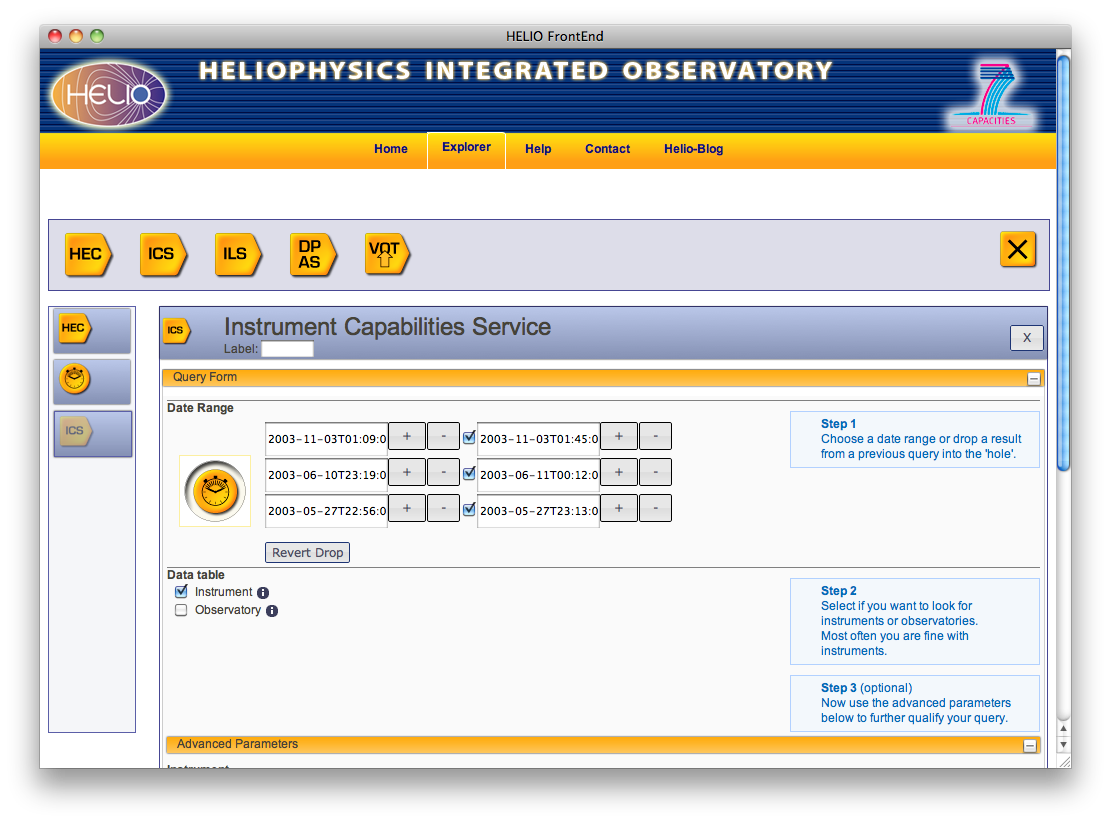 HELIO FrontEnd
HELIO
HELIOPHYSICS INTEGRATED OBSERVATORY
7
CAPACITIES
Home Explorer Help Contact Helio-Blog
HEC ICS ILS DP AS VOT X
HEC
ICS
ICS
Instrument Capabilities Service
Label:
X
Query Form
Date Range
2003-11-03T01:09:0 + - 2003-11-03T01:45:0 + -
2003-06-10T23:19:0 + - 2003-06-11T00:12:0 + -
2003-05-27T22:56:0 + - 2003-05-27T23:13:0 + -
Revert Drop
Step 1
Choose a date range or drop a result
from a previous query into the 'hole'.
Data table
Instrument i
Observatory i
Step 2
Select if you want to look for
instruments or observatories.
Most often you are fine with
instruments.
Step 3 (optional)
Now use the advanced parameters
below to further qualify your query.
Advanced Parameters
Instrument